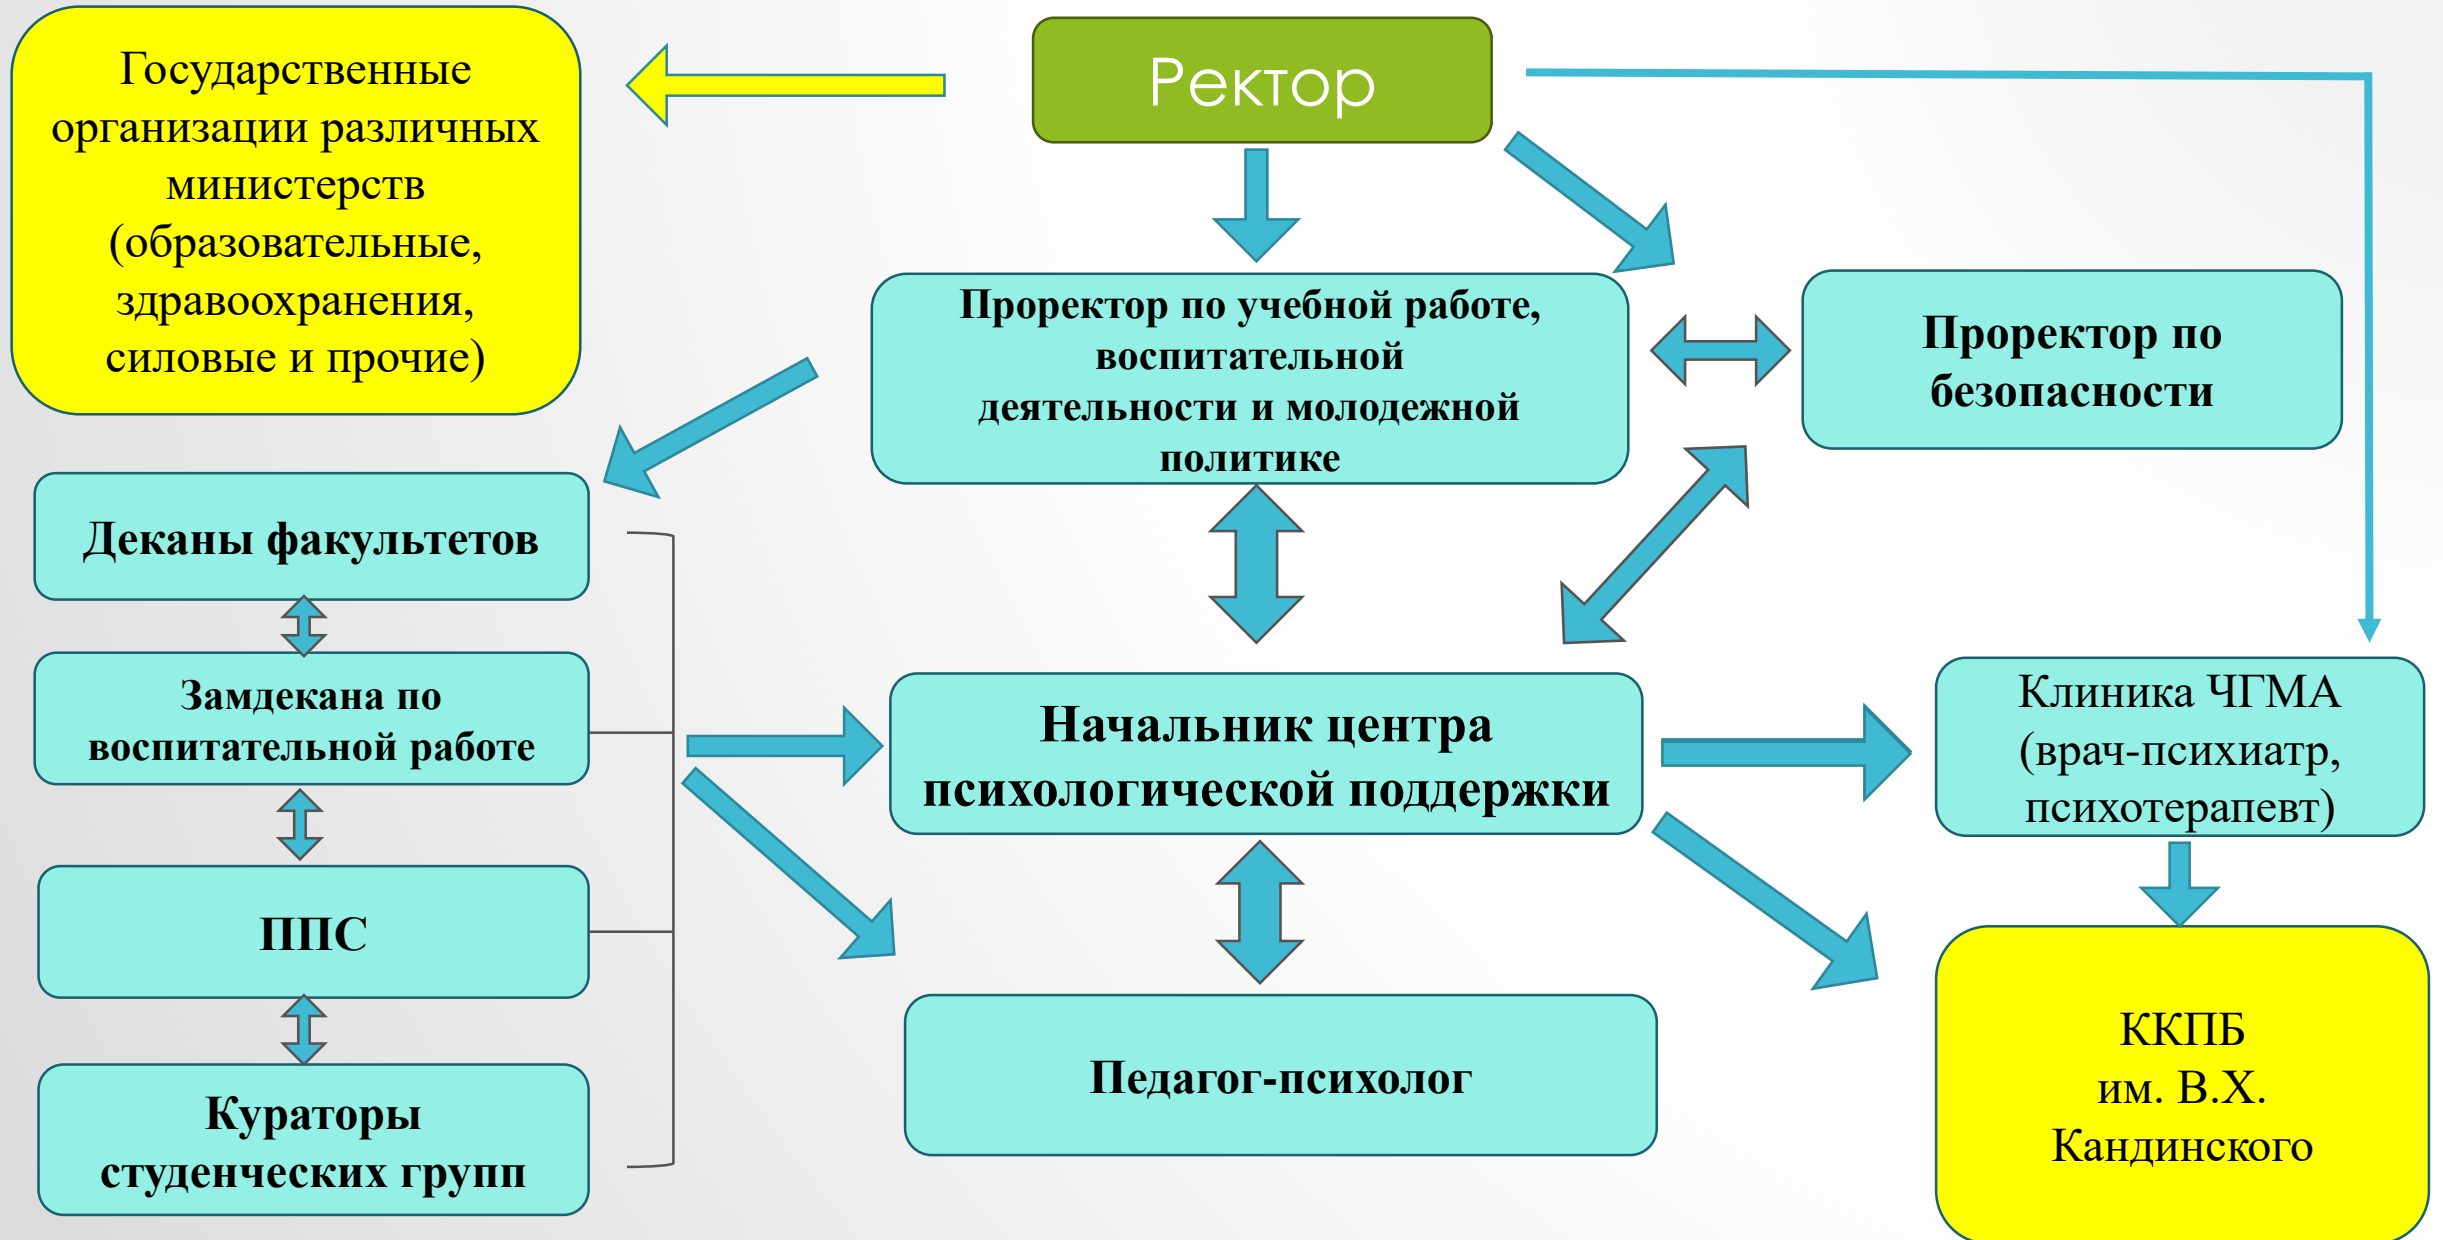 Государственные
организации различных
министерств
(образовательные,
здравоохранения,
силовые и прочие)
Ректор
Проректор по учебной работе,
воспитательной
деятельности и молодежной
политике
Проректор по
безопасности
Деканы факультетов
Замдекана по
воспитательной работе
ППС
Кураторы
студенческих групп
Начальник центра
психологической поддержки
Педагог-психолог
Клиника ЧГМА
(врач-психиатр,
психотерапевт)
ККПБ
им. В.Х.
Кандинского